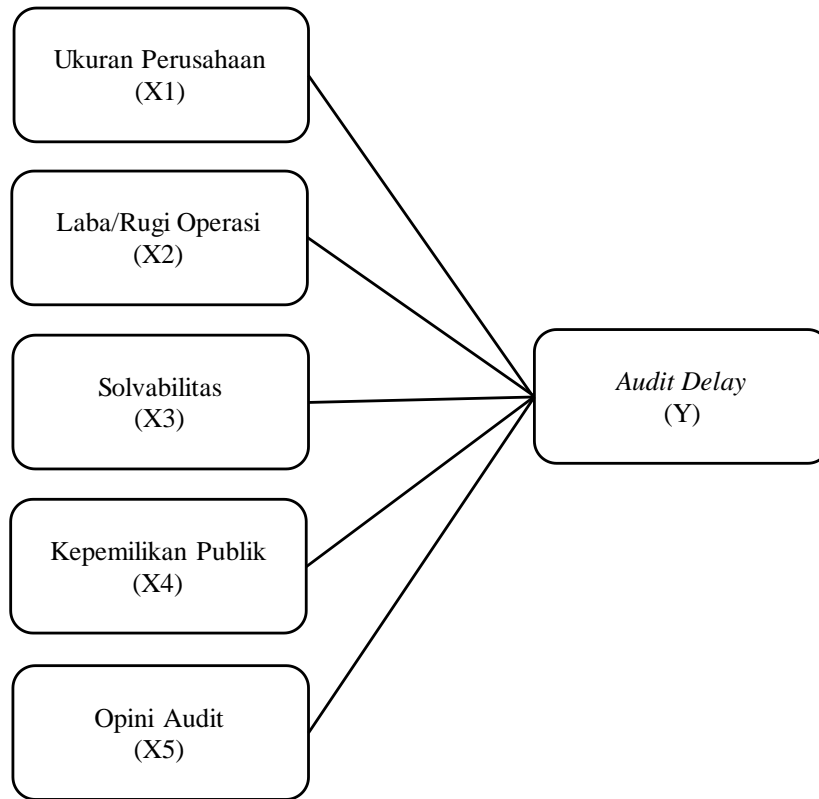 Ukuran Perusahaan
(X1)
Laba/Rugi Operasi
(X2)
Solvabilitas
(X3)
Kepemilikan Publik
(X4)
Opini Audit
(X5)
Audit Delay
(Y)